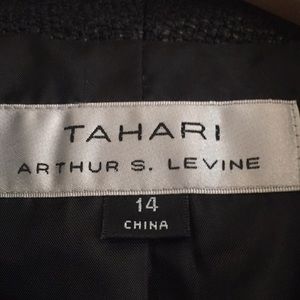 TAHARI
ARTHUR S. LEVINE
14
CHINA